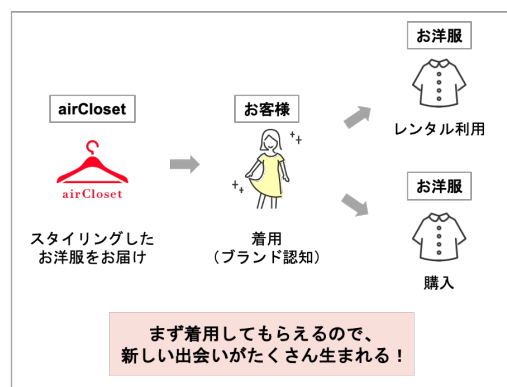 airCloset
airCloset
スタイリングした
お洋服をお届け
お客様
着用
（ブランド認知）
お洋服
レンタル利用
お洋服
購入
まず着用してもらえるので、
新しい出会いがたくさん生まれる！